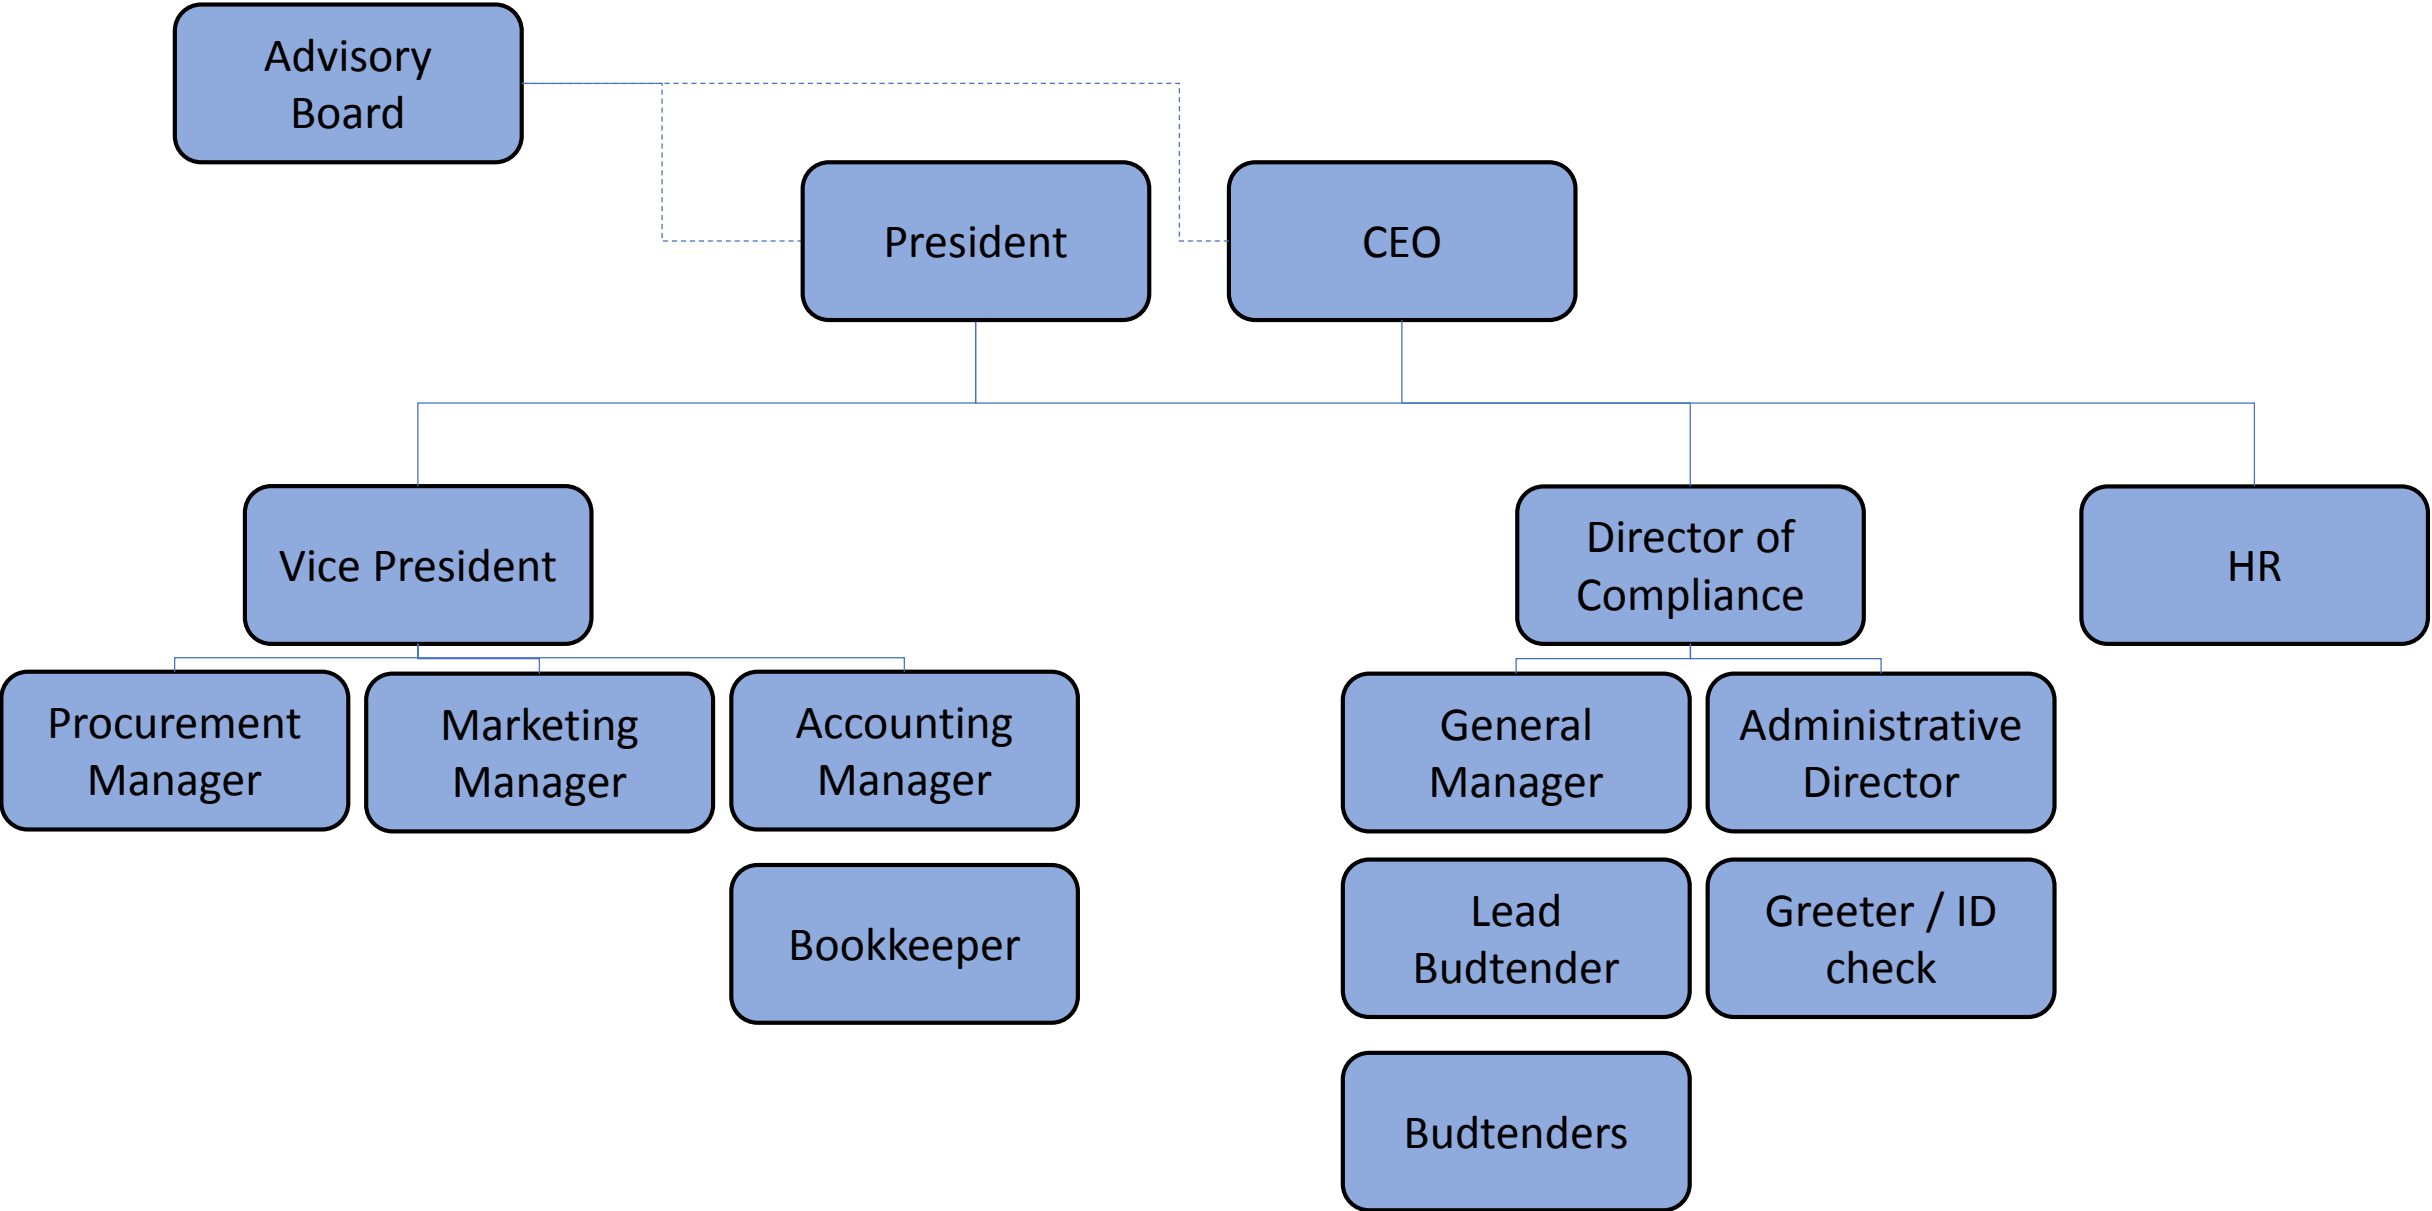 Advisory
Board
President
CEO
Vice President
Director of
Compliance
HR
Procurement
Manager
Marketing
Manager
Accounting
Manager
General
Manager
Administrative
Director
Bookkeeper
Lead
Budtender
Greeter / ID
check
Budtenders